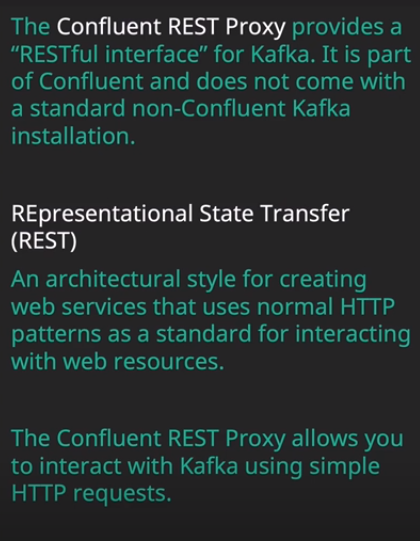 The Confluent REST Proxy provides a
“RESTful interface” for Kafka. It is part
of Confluent and does not come with
a standard non-Confluent Kafka
installation.
REpresentational State Transfer
(REST)
An architectural style for creating
web services that uses normal HTTP
patterns as a standard for interacting
with web resources.
The Confluent REST Proxy allows you
to interact with Kafka using simple
HTTP requests.